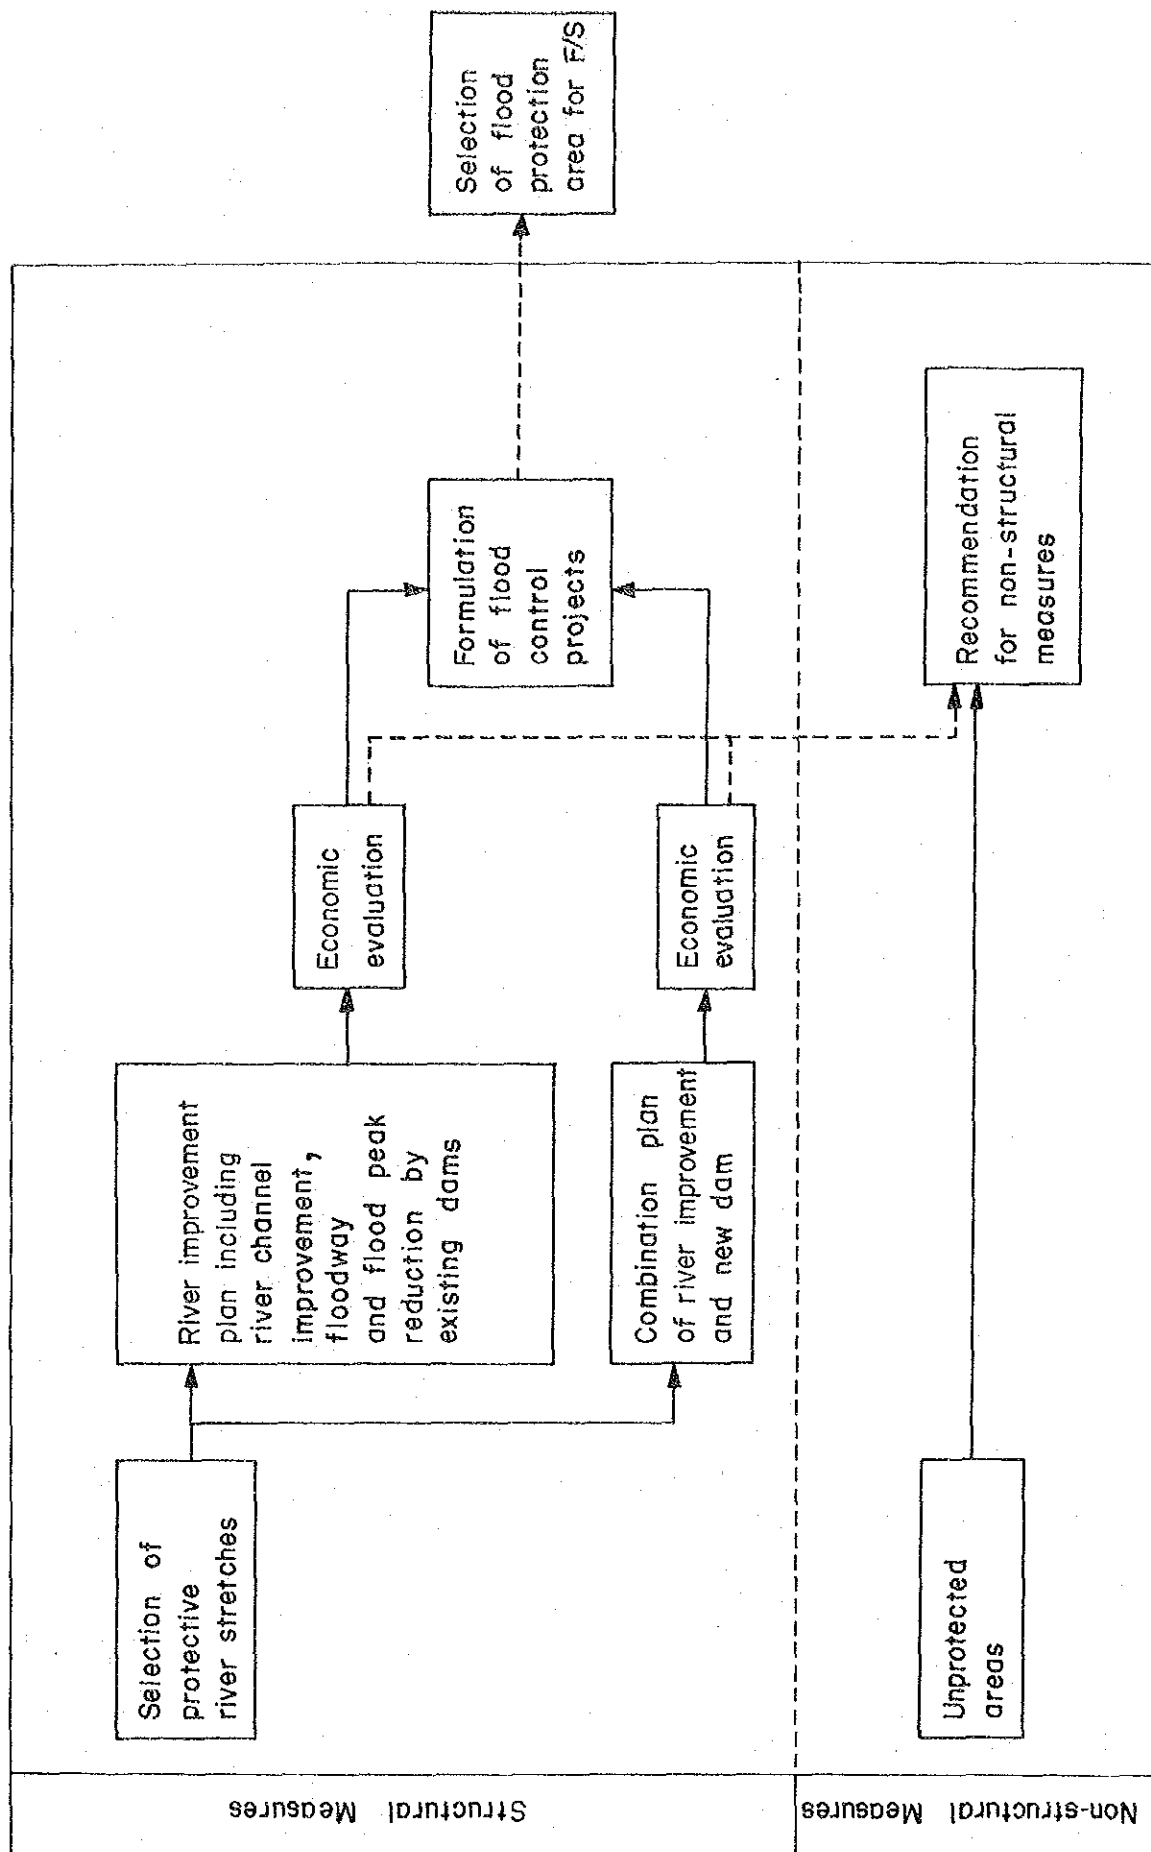 Structural Measures
Selection of
protective
river stretches
River improvement
plan including
river channel
improvement,
floodway
and flood peak
reduction by
existing dams
Economic
evaluation
Combination plan
of river improvement
and new dam
Economic
evaluation
Formulation
of flood
control
projects
Selection
of flood
protection
area for F/S
Non-structural Measures
Unprotected
areas
Recommendation
for non-structural
measures